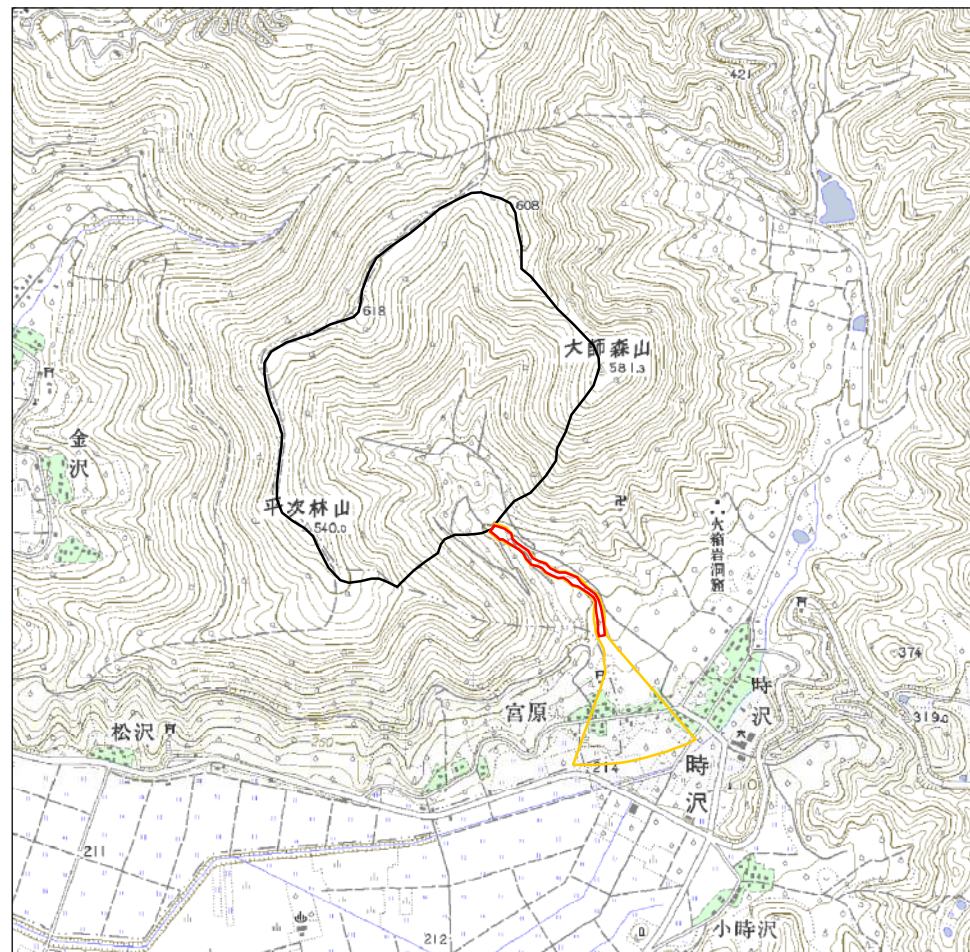 421
608
618
大師森山
581.3
金沢
平次林山
540.0
大箱岩洞窟
374
時沢
宮原
319.0
松沢
214
時沢
211
212
小時沢